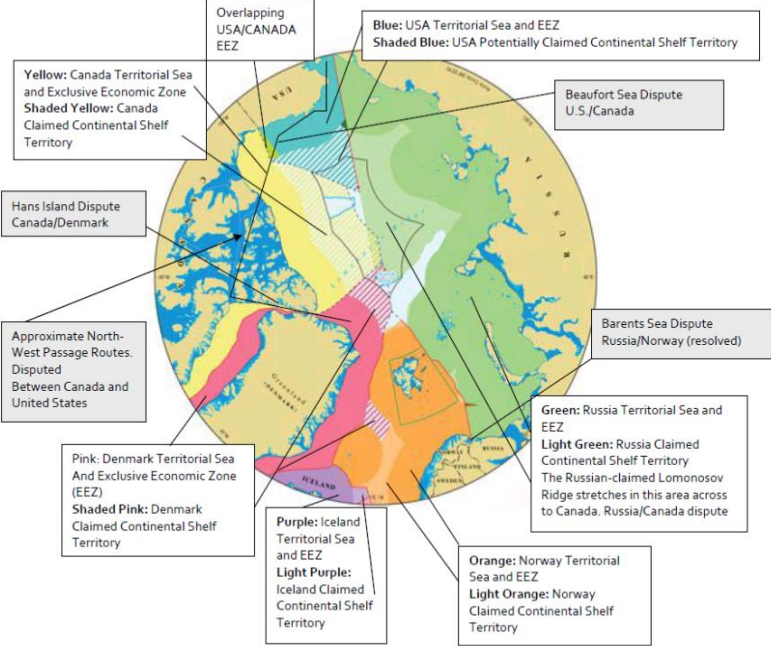 Overlapping
USA/CANADA
EEZ
Blue: USA Territorial Sea and EEZ
Shaded Blue: USA Potentially Claimed Continental Shelf Territory
Yellow: Canada Territorial Sea
and Exclusive Economic Zone
Shaded Yellow: Canada
Claimed Continental Shelf
Territory
Beaufort Sea Dispute
U.S./Canada
Hans Island Dispute
Canada/Denmark
Approximate North-
West Passage Routes.
Disputed
Between Canada and
United States
Barents Sea Dispute
Russia/Norway (resolved)
Green: Russia Territorial Sea and
EEZ
Light Green: Russia Claimed
Continental Shelf Territory
The Russian-claimed Lomonosov
Ridge stretches in this area across
to Canada. Russia/Canada dispute
Pink: Denmark Territorial Sea
And Exclusive Economic Zone
(EEZ)
Shaded Pink: Denmark
Claimed Continental Shelf
Territory
Purple: Iceland
Territorial Sea
and EEZ
Light Purple:
Iceland Claimed
Continental Shelf
Territory
Orange: Norway Territorial
Sea and EEZ
Light Orange: Norway
Claimed Continental Shelf
Territory
USA
CANADA
RUSSIA
Greenland
(DENMARK)
ICELAND
NORWAY
SWEDEN
FINLAND
RUSSIA